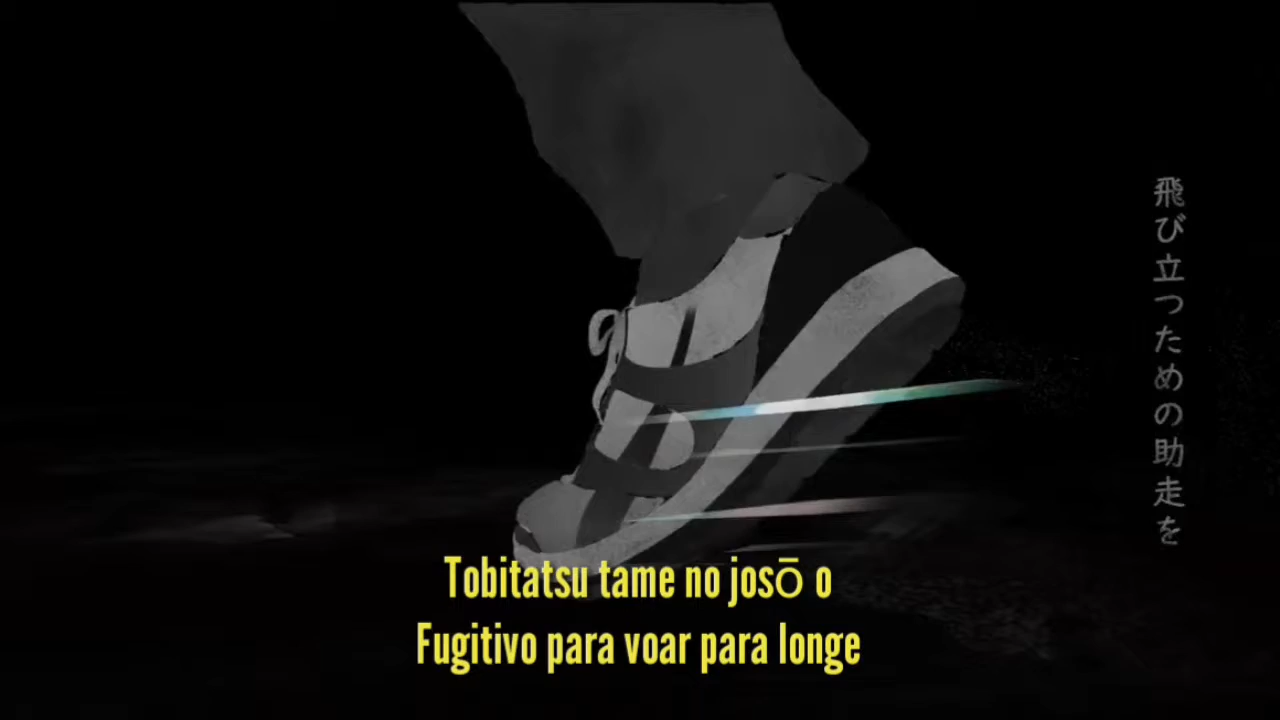 飛び立つための助走を
Tobitatsu tame no josō o
Fugitivo para voar para longe